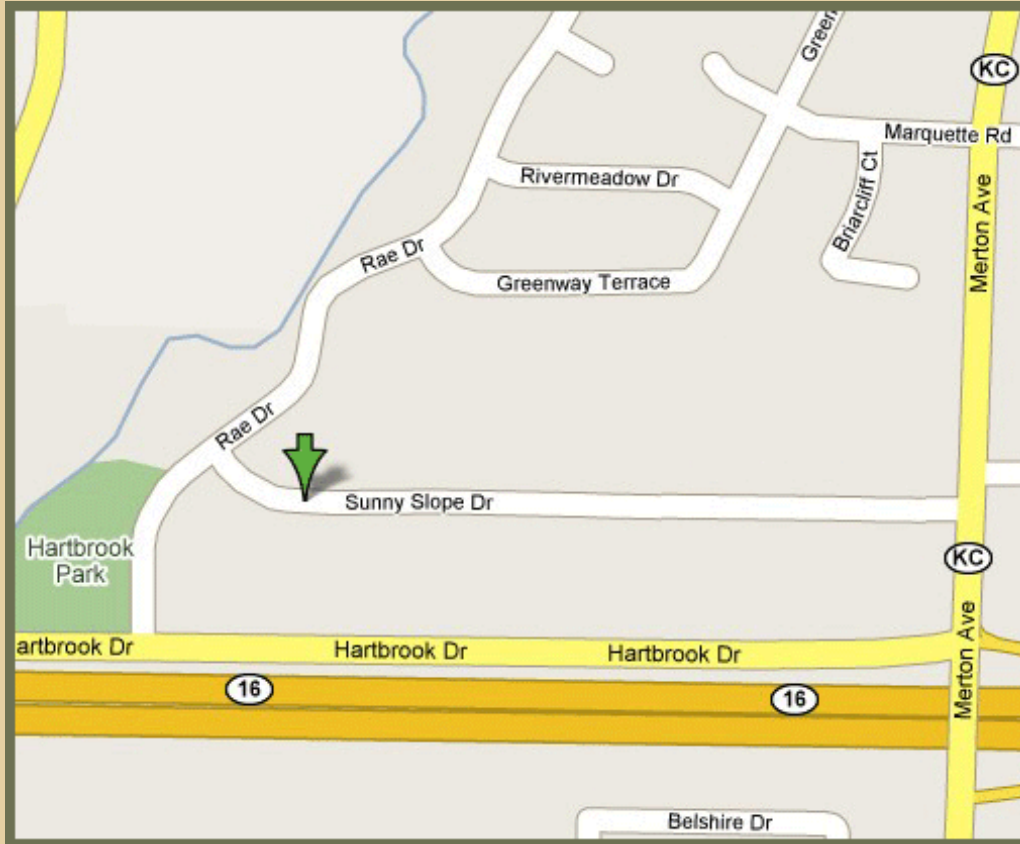 Green
KC
Marquette Rd
Rivermeadow Dr
Briarcliff Ct
Merton Ave
Rae Dr
Greenway Terrace
Rae Dr
Sunny Slope Dr
Hartbrook
Park
KC
artbrook Dr
Hartbrook Dr
Hartbrook Dr
Merton Ave
16
16
Belshire Dr